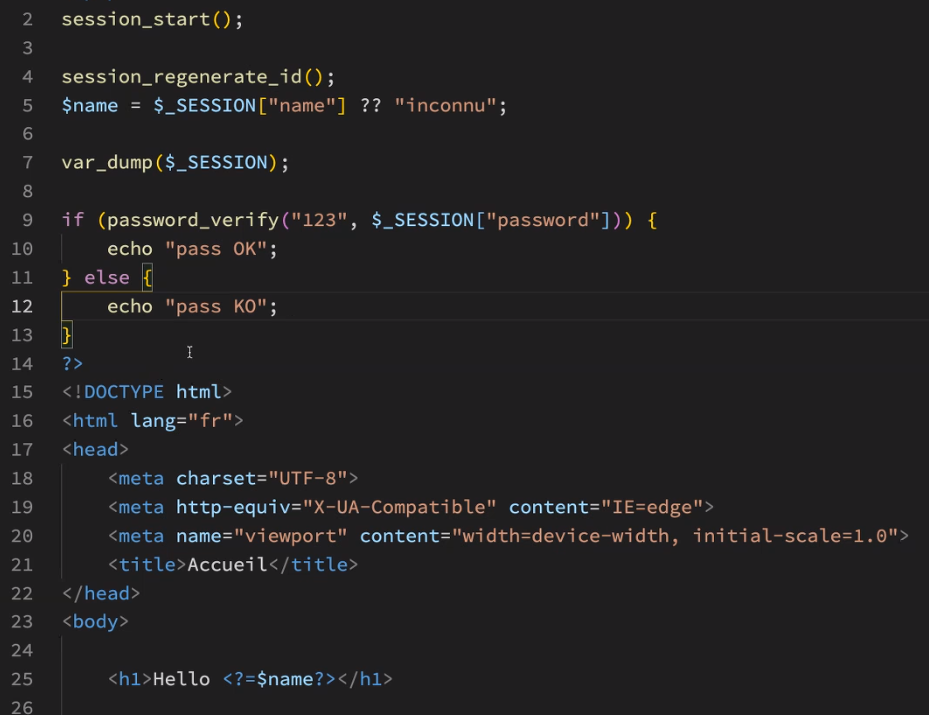 2 session_start();
3
4 session_regenerate_id();
5 $name = $_SESSION["name"] ?? "inconnu";
6
7 var_dump($_SESSION);
8
9 if (password_verify("123", $_SESSION["password"])) {
10     echo "pass OK";
11 } else {
12     echo "pass KO";
13 }
14 ?>
15 <!DOCTYPE html>
16 <html lang="fr">
17 <head>
18     <meta charset="UTF-8">
19     <meta http-equiv="X-UA-Compatible" content="IE=edge">
20     <meta name="viewport" content="width=device-width, initial-scale=1.0">
21     <title>Accueil</title>
22 </head>
23 <body>
24
25     <h1>Hello <?=$name?></h1>
26